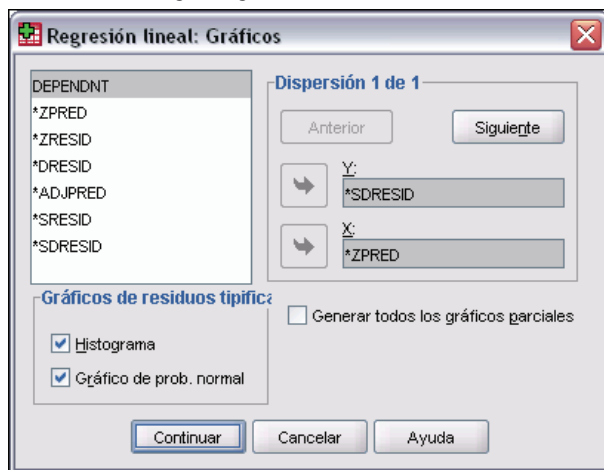 Regresión lineal: Gráficos
DEPENDNT
*ZPRED
*ZRESID
*DRESID
*ADJPRED
*SRESID
*SDRESID
Dispersión 1 de 1
Anterior
Siguiente
Y:
*SDRESID
X:
*ZPRED
Gráficos de residuos tipifica
Histograma
Gráfico de prob. normal
Generar todos los gráficos parciales
Continuar
Cancelar
Ayuda